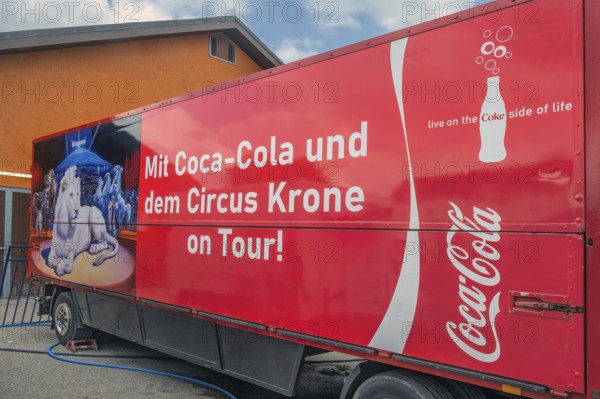 Mit Coca-Cola und
dem Circus Krone
on Tour!
live on the Coke side of life
Coca-Cola